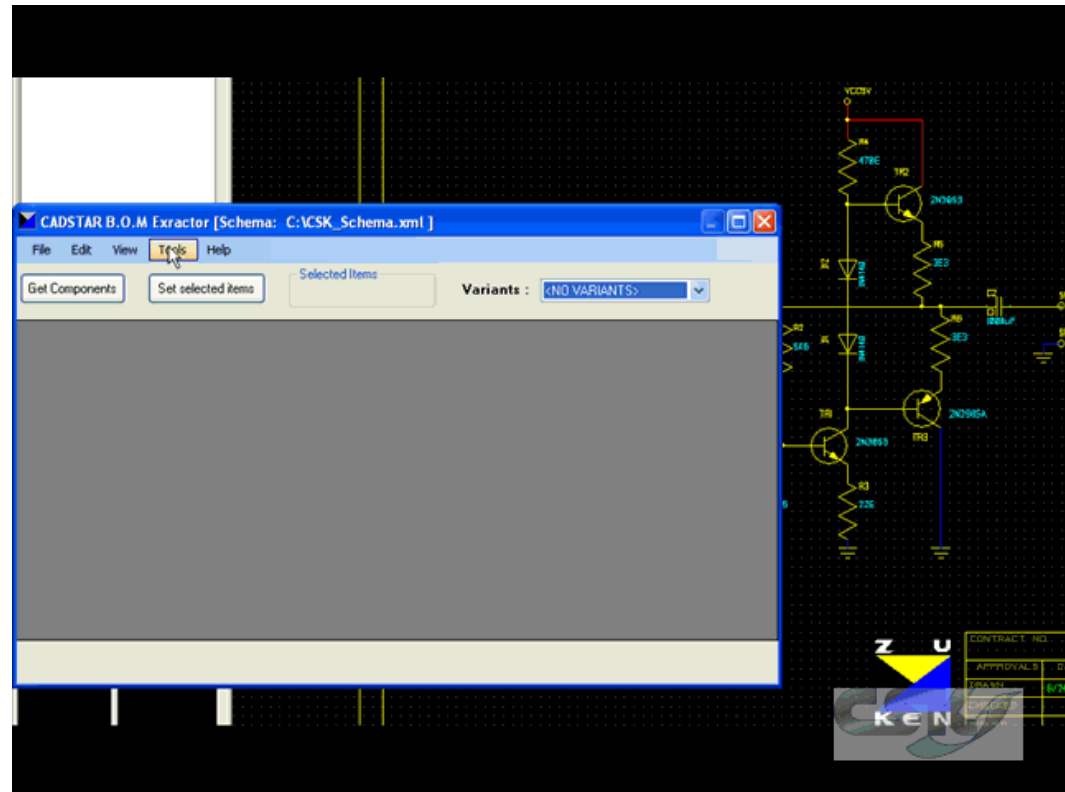 CADSTAR B.O.M Exractor [Schema: C:\CSK_Schema.xml ]
File Edit View Tools Help
Get Components
Set selected items
Selected Items
Variants :
<NO VARIANTS>
VCC5V
R4
470E
TR2
2N3053
R5
3E3
R6
3E3
R2
TR1
2N3053
2N2905A
TR3
R3
22E
CONTRACT NO.
APPROVALS
DRAWN
CHECKED
Z U
K E N